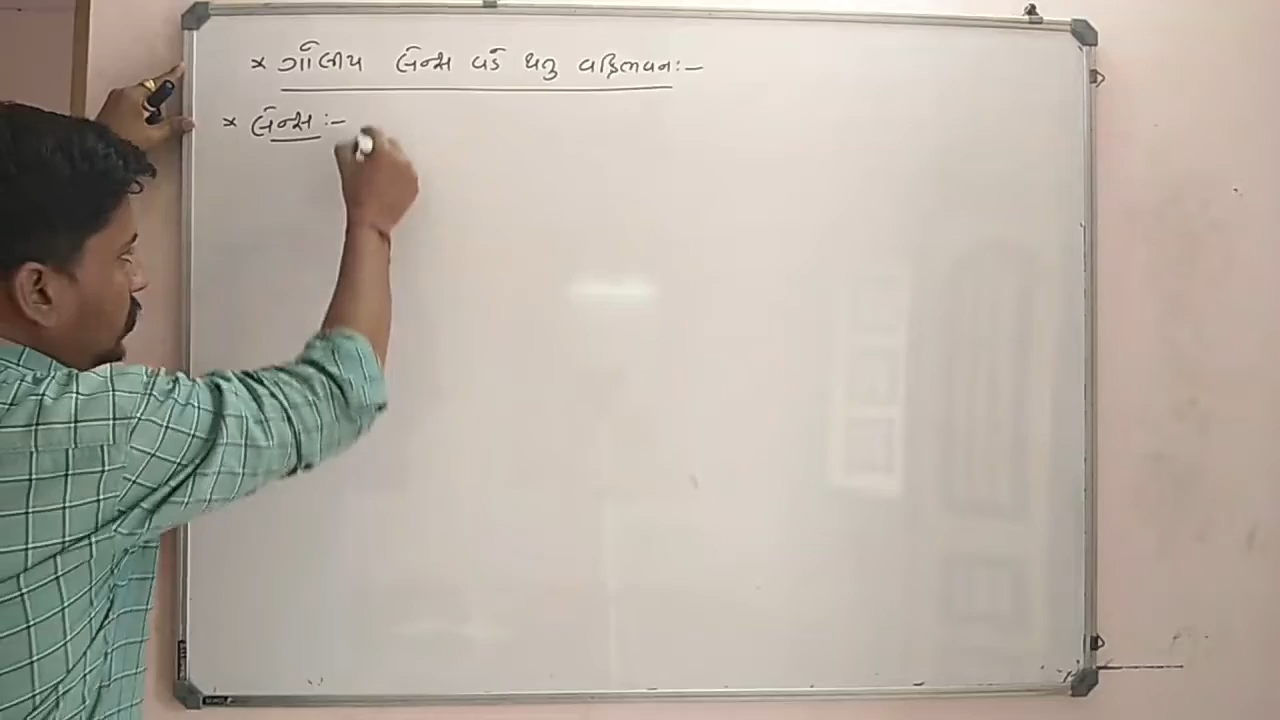 * ગોલીય લેન્સ વડે થતુ વક્રીભવન:-
* લેન્સ :-